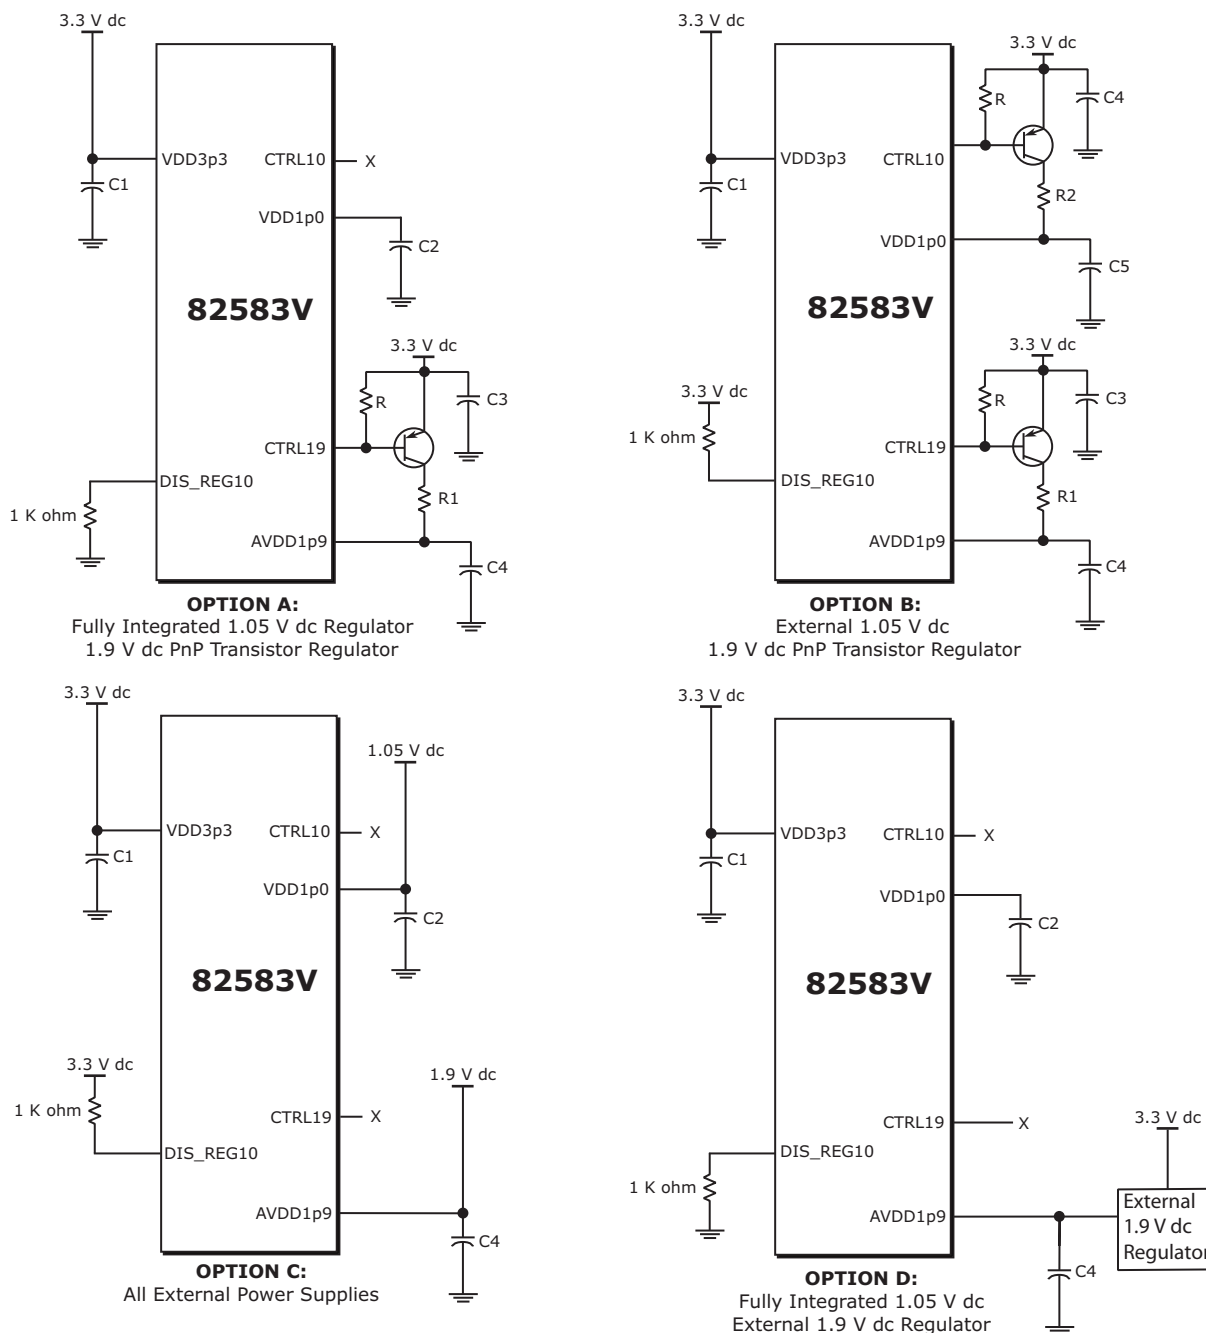 3.3 V dc
VDD3p3
C1
CTRL10
X
VDD1p0
C2
82583V
3.3 V dc
R
C3
CTRL19
DIS_REG10
1 K ohm
R1
AVDD1p9
C4
OPTION A:
Fully Integrated 1.05 V dc Regulator
1.9 V dc PnP Transistor Regulator
3.3 V dc
3.3 V dc
R
C4
VDD3p3
CTRL10
C1
R2
VDD1p0
C5
82583V
3.3 V dc
3.3 V dc
R
C3
1 K ohm
CTRL19
DIS_REG10
R1
AVDD1p9
C4
OPTION B:
External 1.05 V dc
1.9 V dc PnP Transistor Regulator
3.3 V dc
1.05 V dc
VDD3p3
CTRL10
X
C1
VDD1p0
C2
82583V
3.3 V dc
1.9 V dc
1 K ohm
CTRL19
X
DIS_REG10
AVDD1p9
C4
OPTION C:
All External Power Supplies
3.3 V dc
VDD3p3
CTRL10
X
C1
VDD1p0
C2
82583V
3.3 V dc
CTRL19
X
DIS_REG10
1 K ohm
AVDD1p9
External
1.9 V dc
Regulator
C4
OPTION D:
Fully Integrated 1.05 V dc
External 1.9 V dc Regulator